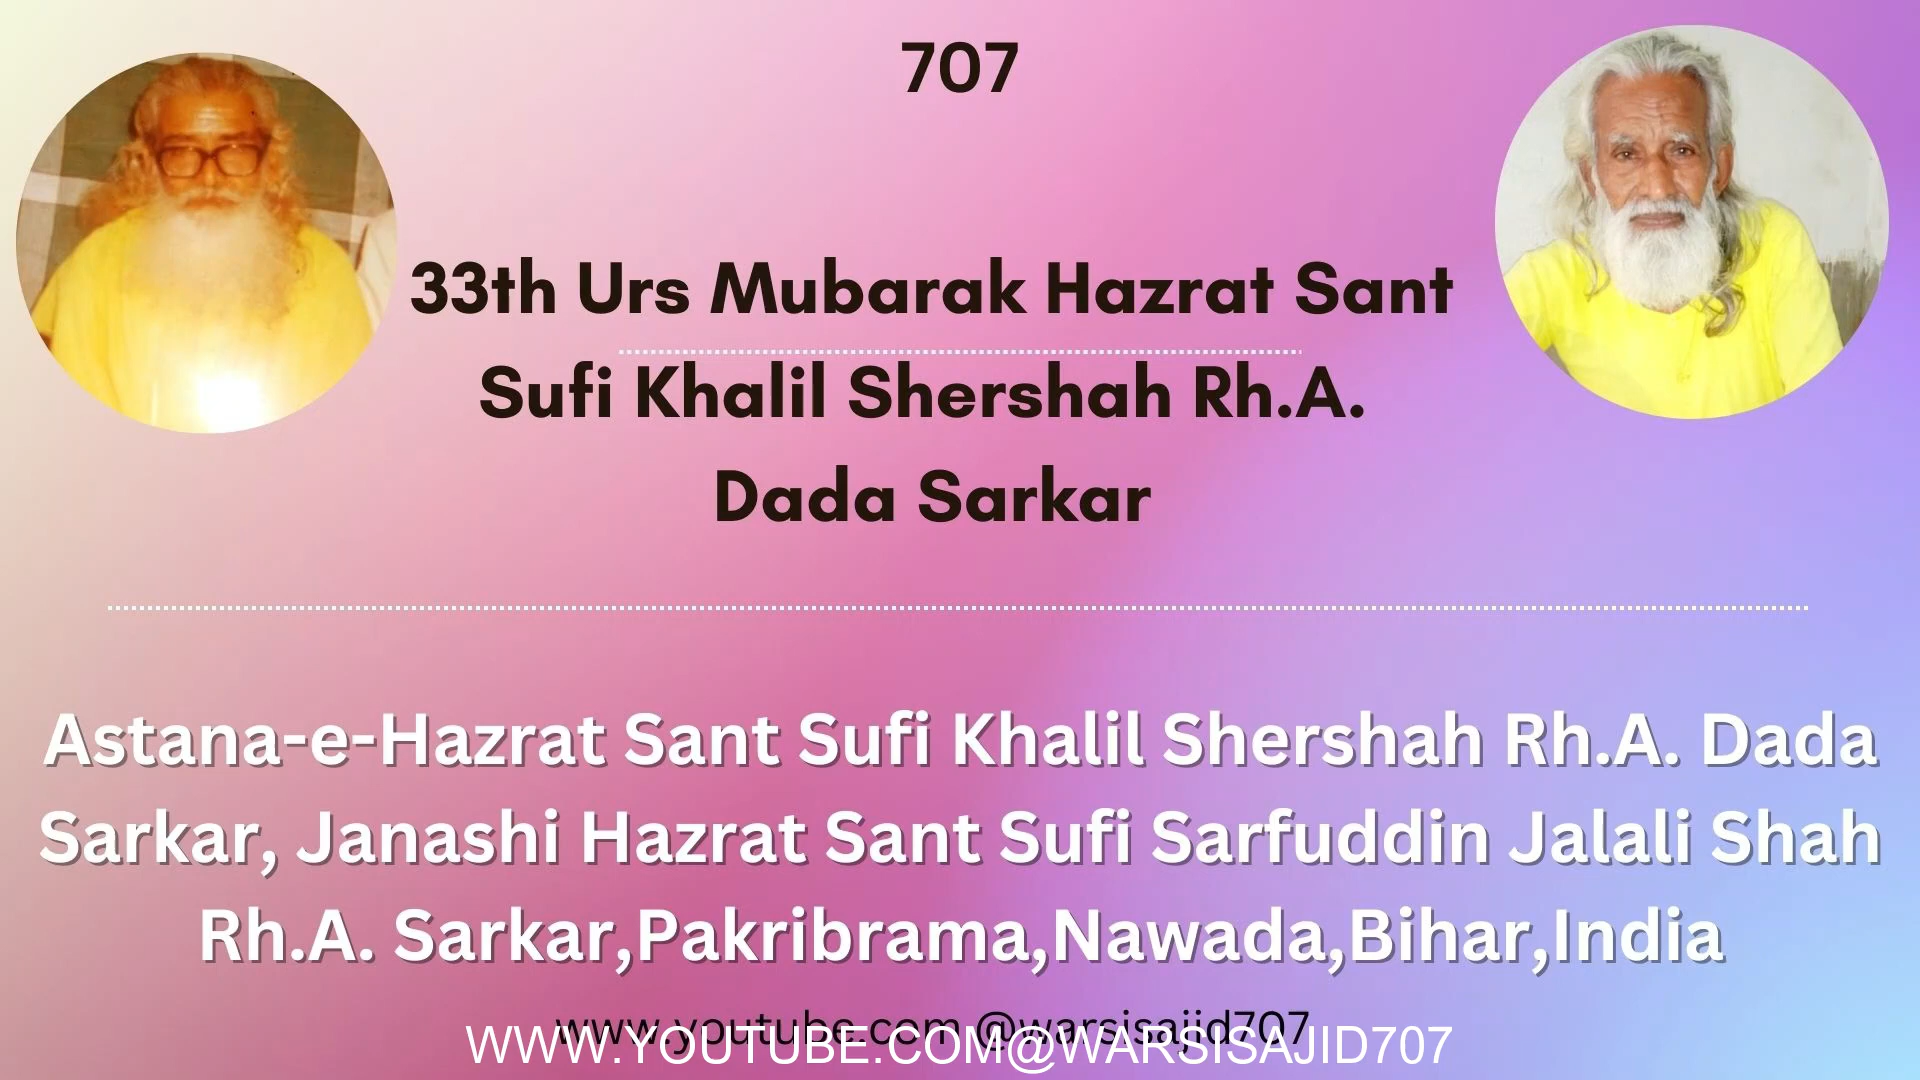 707
33th Urs Mubarak Hazrat Sant
Sufi Khalil Shershah Rh.A.
Dada Sarkar
Astana-e-Hazrat Sant Sufi Khalil Shershah Rh.A. Dada
Sarkar, Janashi Hazrat Sant Sufi Sarfuddin Jalali Shah
Rh.A. Sarkar,Pakribrama,Nawada,Bihar,India
www.youtube.com @warsisajid707
WWW.YOUTUBE.COM@WARSISAJID707